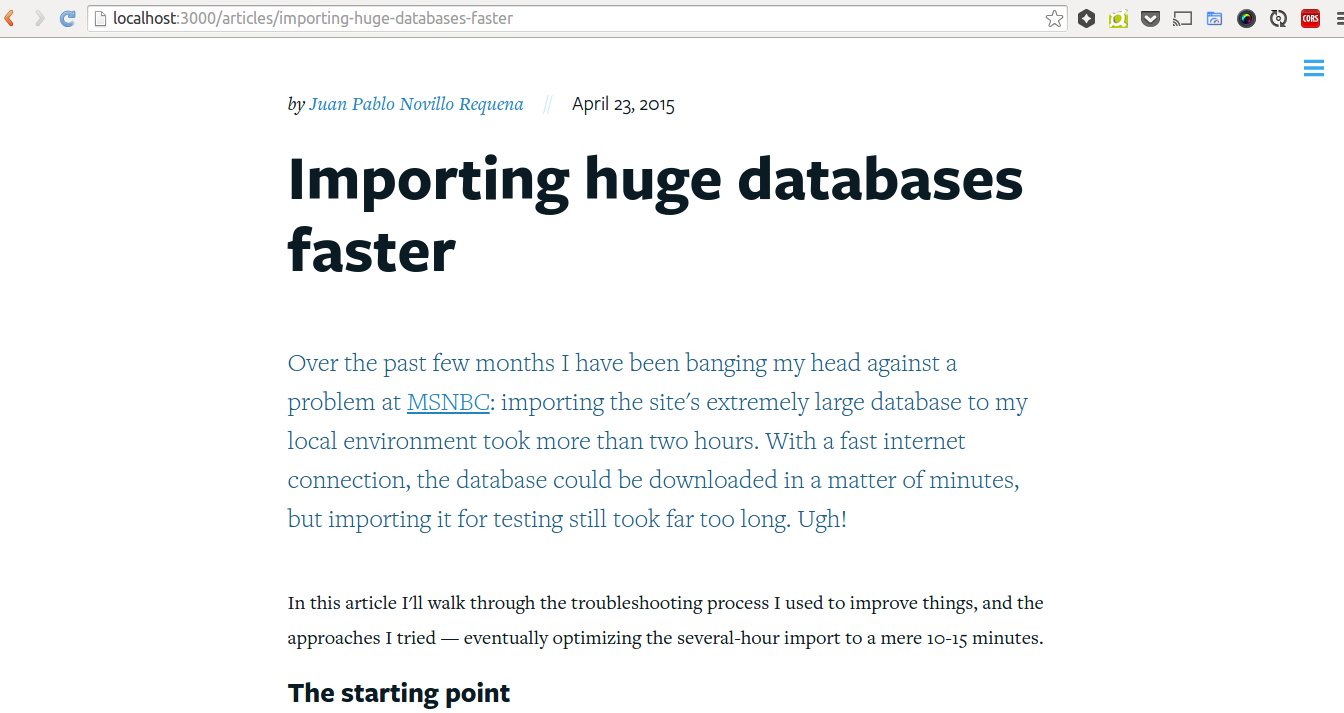 localhost:3000/articles/importing-huge-databases-faster
CORS
by Juan Pablo Novillo Requena // April 23, 2015
Importing huge databases
faster
Over the past few months I have been banging my head against a
problem at MSNBC: importing the site's extremely large database to my
local environment took more than two hours. With a fast internet
connection, the database could be downloaded in a matter of minutes,
but importing it for testing still took far too long. Ugh!
In this article I'll walk through the troubleshooting process I used to improve things, and the
approaches I tried — eventually optimizing the several-hour import to a mere 10-15 minutes.
The starting point